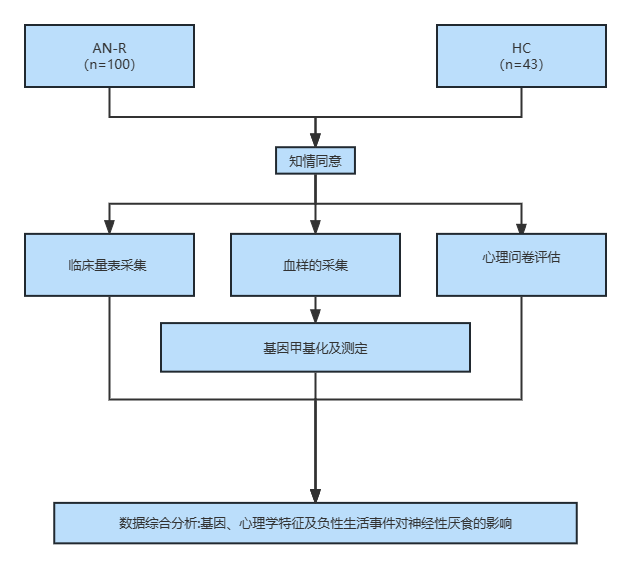 AN-R
（n=100）
HC
（n=43）
知情同意
临床量表采集
血样的采集
心理问卷评估
基因甲基化及测定
数据综合分析:基因、心理学特征及负性生活事件对神经性厌食的影响